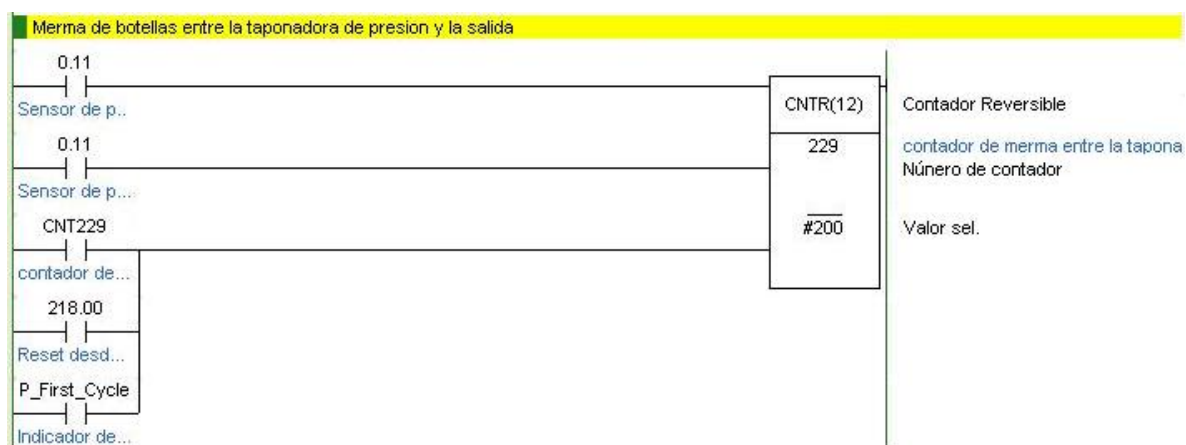 Merma de botellas entre la taponadora de presion y la salida
0.11
Sensor de p..
CNTR(12)
Contador Reversible
0.11
Sensor de p...
229
contador de merma entre la tapona
Núnero de contador
CNT229
contador de...
#200
Valor sel.
218.00
Reset desd...
P_First_Cycle
Indicador de...